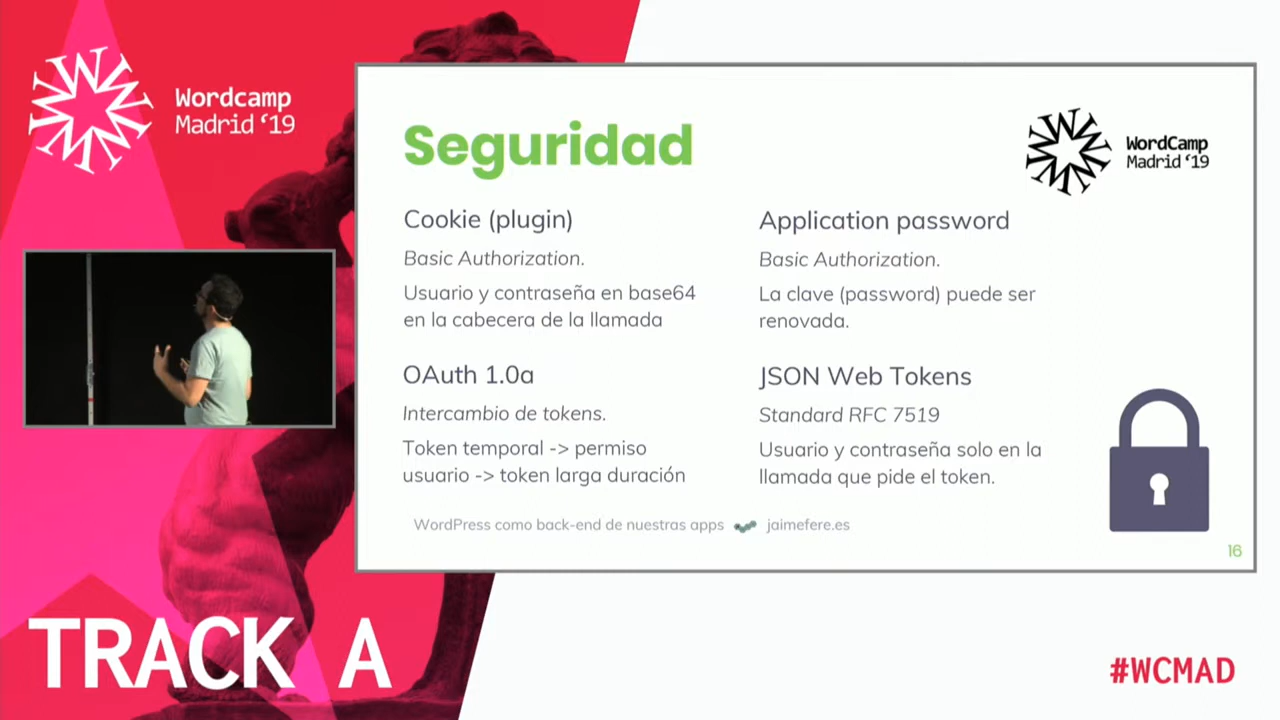 Wordcamp
Madrid ‘19
Seguridad
WordCamp
Madrid ‘19
Cookie (plugin)
Basic Authorization.
Usuario y contraseña en base64
en la cabecera de la llamada
Application password
Basic Authorization.
La clave (password) puede ser
renovada.
OAuth 1.0a
Intercambio de tokens.
Token temporal -> permiso
usuario -> token larga duración
JSON Web Tokens
Standard RFC 7519
Usuario y contraseña solo en la
llamada que pide el token.
WordPress como back-end de nuestras apps jaimefere.es
16
TRACK A
#WCMAD